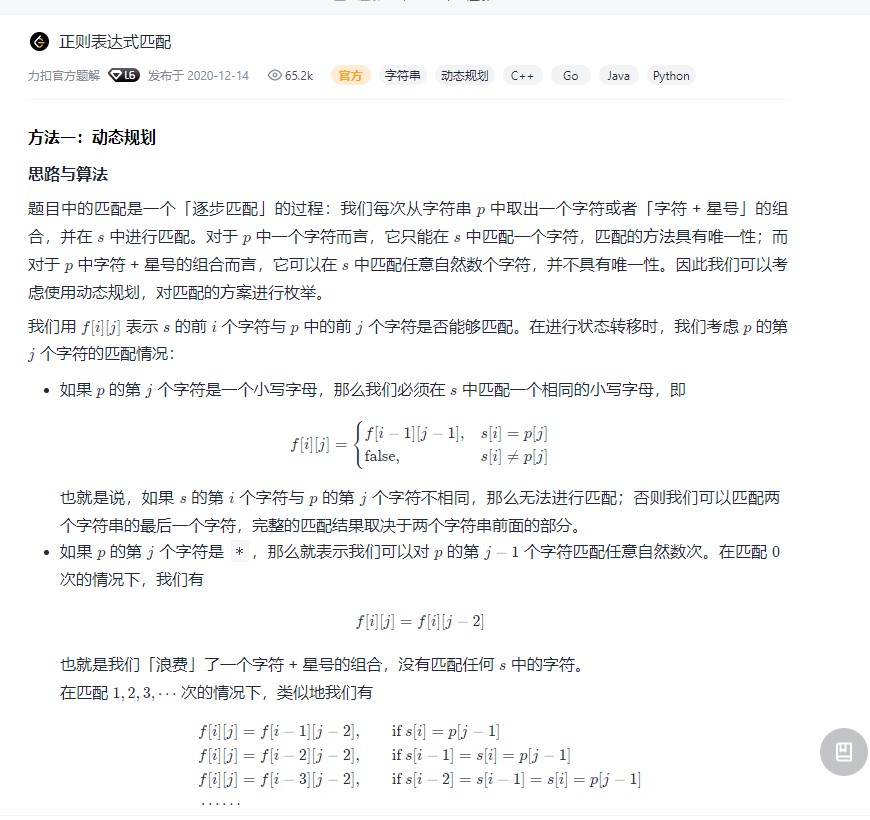 正则表达式匹配
力扣官方题解 L6 发布于 2020-12-14 65.2k 官方 字符串 动态规划 C++ Go Java Python
方法一：动态规划
思路与算法
题目中的匹配是一个「逐步匹配」的过程：我们每次从字符串 p 中取出一个字符或者「字符 + 星号」的组
合，并在 s 中进行匹配。对于 p 中一个字符而言，它只能在 s 中匹配一个字符，匹配的方法具有唯一性；而
对于 p 中字符 + 星号的组合而言，它可以在 s 中匹配任意自然数个字符，并不具有唯一性。因此我们可以考
虑使用动态规划，对匹配的方案进行枚举。
我们用 f[i][j] 表示 s 的前 i 个字符与 p 中的前 j 个字符是否能够匹配。在进行状态转移时，我们考虑 p 的第
j 个字符的匹配情况：
• 如果 p 的第 j 个字符是一个小写字母，那么我们必须在 s 中匹配一个相同的小写字母，即
f[i][j] = { f[i − 1][j − 1], s[i] = p[j]
false, s[i] ≠ p[j]
也就是说，如果 s 的第 i 个字符与 p 的第 j 个字符不相同，那么无法进行匹配；否则我们可以匹配两
个字符串的最后一个字符，完整的匹配结果取决于两个字符串前面的部分。
• 如果 p 的第 j 个字符是 * ，那么就表示我们可以对 p 的第 j − 1 个字符匹配任意自然数次。在匹配 0
次的情况下，我们有
f[i][j] = f[i][j − 2]
也就是我们「浪费」了一个字符 + 星号的组合，没有匹配任何 s 中的字符。
在匹配 1, 2, 3, ⋯ 次的情况下，类似地我们有
f[i][j] = f[i − 1][j − 2], if s[i] = p[j − 1]
f[i][j] = f[i − 2][j − 2], if s[i − 1] = s[i] = p[j − 1]
f[i][j] = f[i − 3][j − 2], if s[i − 2] = s[i − 1] = s[i] = p[j − 1]
······